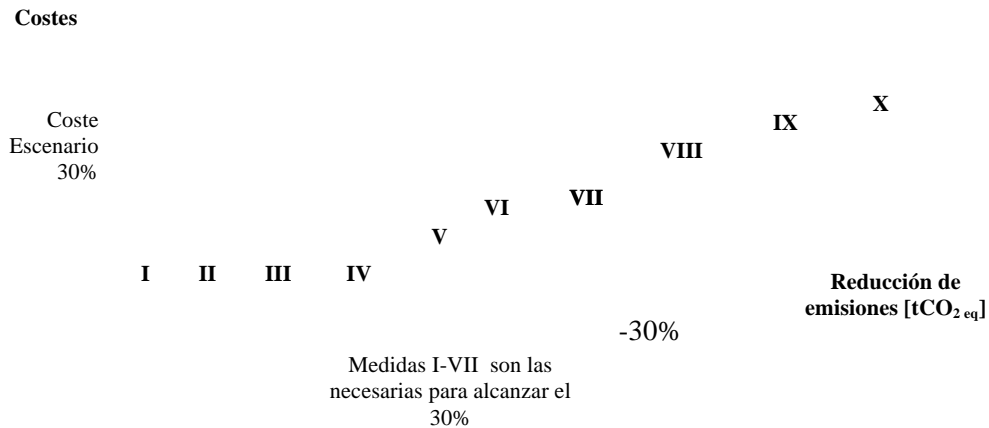 Costes
Coste
Escenario
30%
X
IX
VIII
VII
VI
V
I II III IV
Reducción de
emisiones [tCO2 eq]
-30%
Medidas I-VII son las
necesarias para alcanzar el
30%